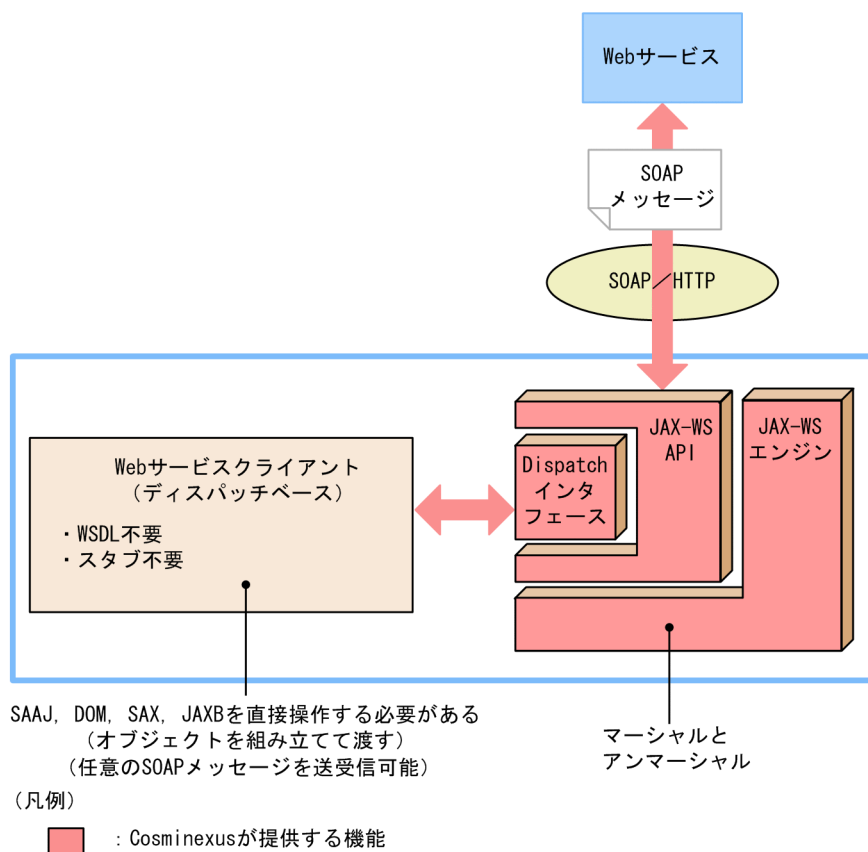 Webサービス
SOAP
メッセージ
SOAP／HTTP
JAX-WS
API
JAX-WS
エンジン
Dispatch
インタ
フェース
Webサービスクライアント
（ディスパッチベース）
・WSDL不要
・スタブ不要
SAAJ, DOM, SAX, JAXBを直接操作する必要がある
（オブジェクトを組み立てて渡す）
（任意のSOAPメッセージを送受信可能）
マーシャルと
アンマーシャル
（凡例）
：Cosminexusが提供する機能